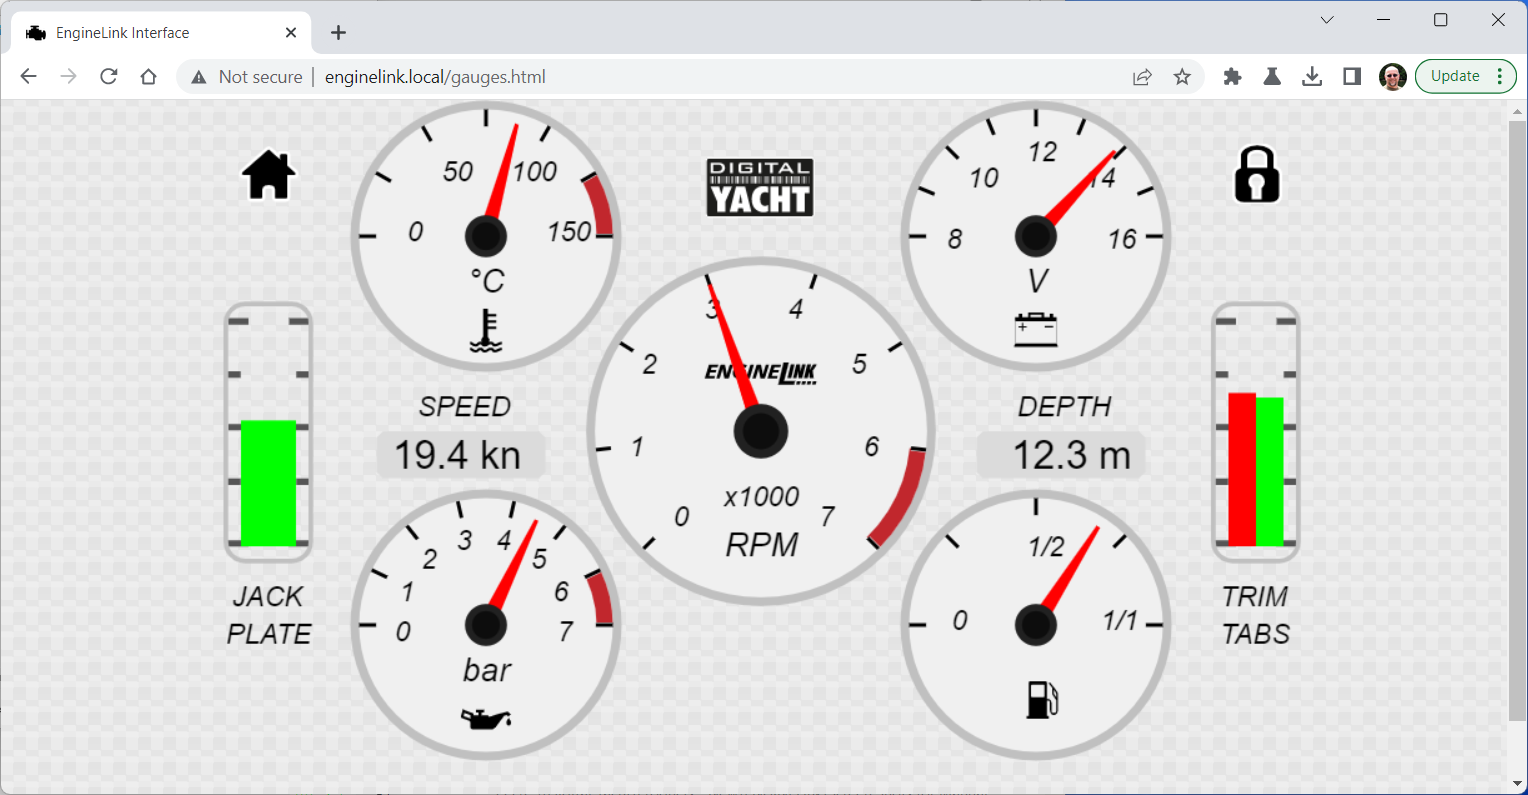 EngineLink Interface
Not secure | enginelink.local/gauges.html
Update
0 50 100 150
°C
DIGITAL
YACHT
8 10 12 14 16
V
0 1 2 3 4 5 6 7
ENGINELINK
x1000
RPM
SPEED
19.4 kn
DEPTH
12.3 m
JACK
PLATE
0 1 2 3 4 5 6 7
bar
0 1/2 1/1
TRIM
TABS